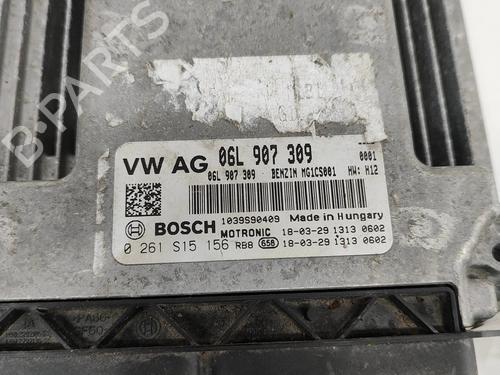 B-PARTS
VW AG 06L 907 309 0001
06L 907 309 BENZIN MG1CS001 HW: H12
BOSCH 1039S90409 Made in Hungary
MOTRONIC 18-03-29 1313 0602
0 261 S15 156 RB8 658 18-03-29 1313 0602